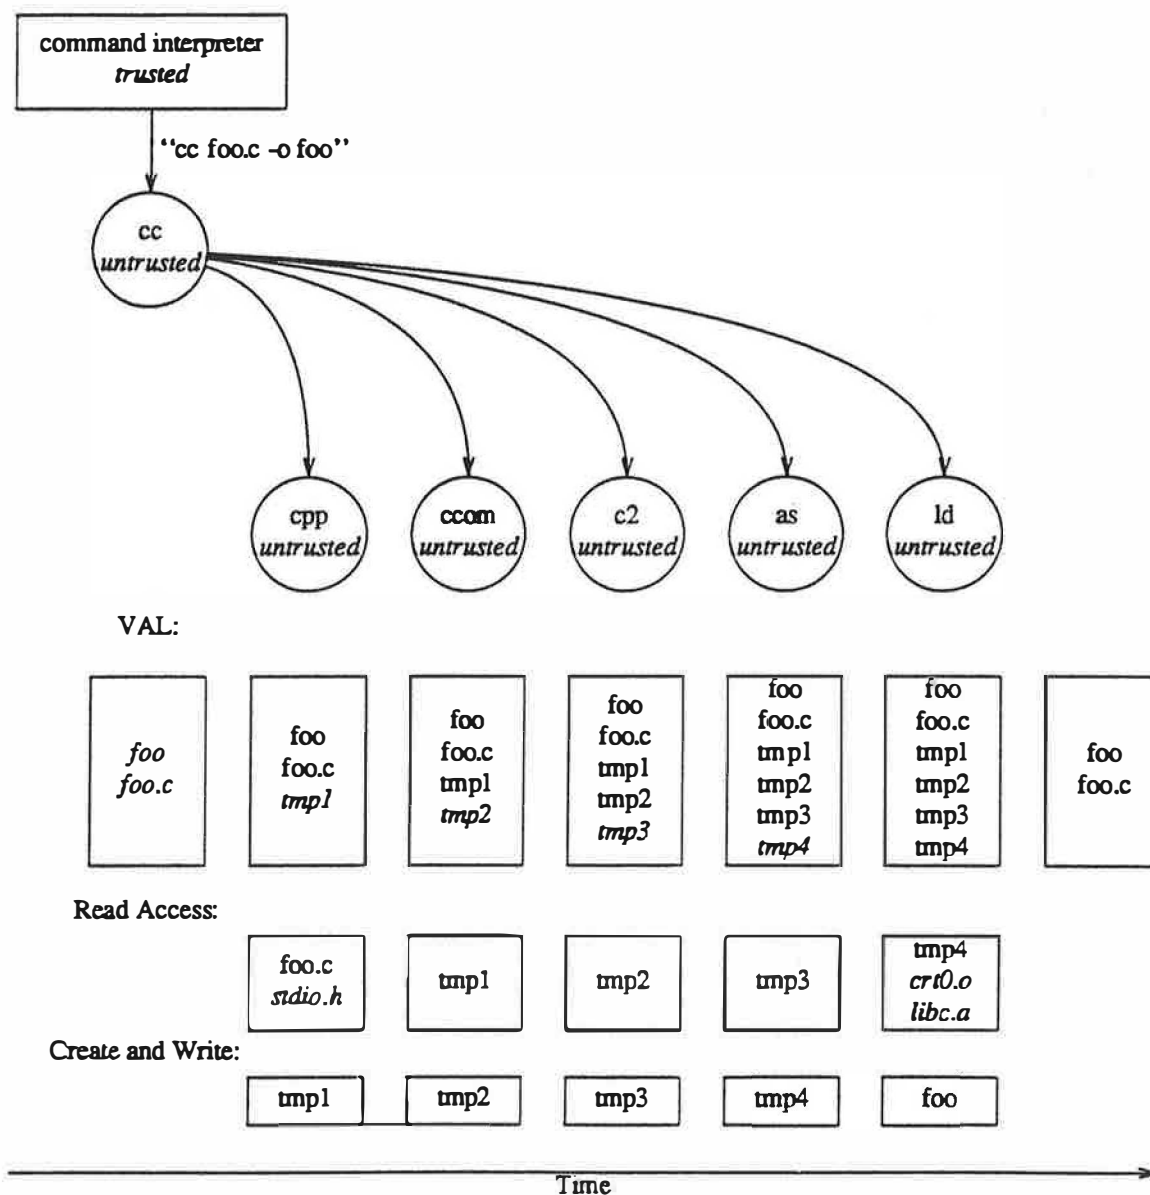 command interpreter
trusted
“cc foo.c -o foo”
cc
untrusted
cpp
untrusted
ccom
untrusted
c2
untrusted
as
untrusted
ld
untrusted
VAL:
foo
foo.c
foo
foo.c
tmp1
foo
foo.c
tmp1
tmp2
foo
foo.c
tmp1
tmp2
tmp3
foo
foo.c
tmp1
tmp2
tmp3
tmp4
foo
foo.c
tmp1
tmp2
tmp3
tmp4
foo
foo.c
Read Access:
foo.c
stdio.h
tmp1
tmp2
tmp3
tmp4
crt0.o
libc.a
Create and Write:
tmp1
tmp2
tmp3
tmp4
foo
Time